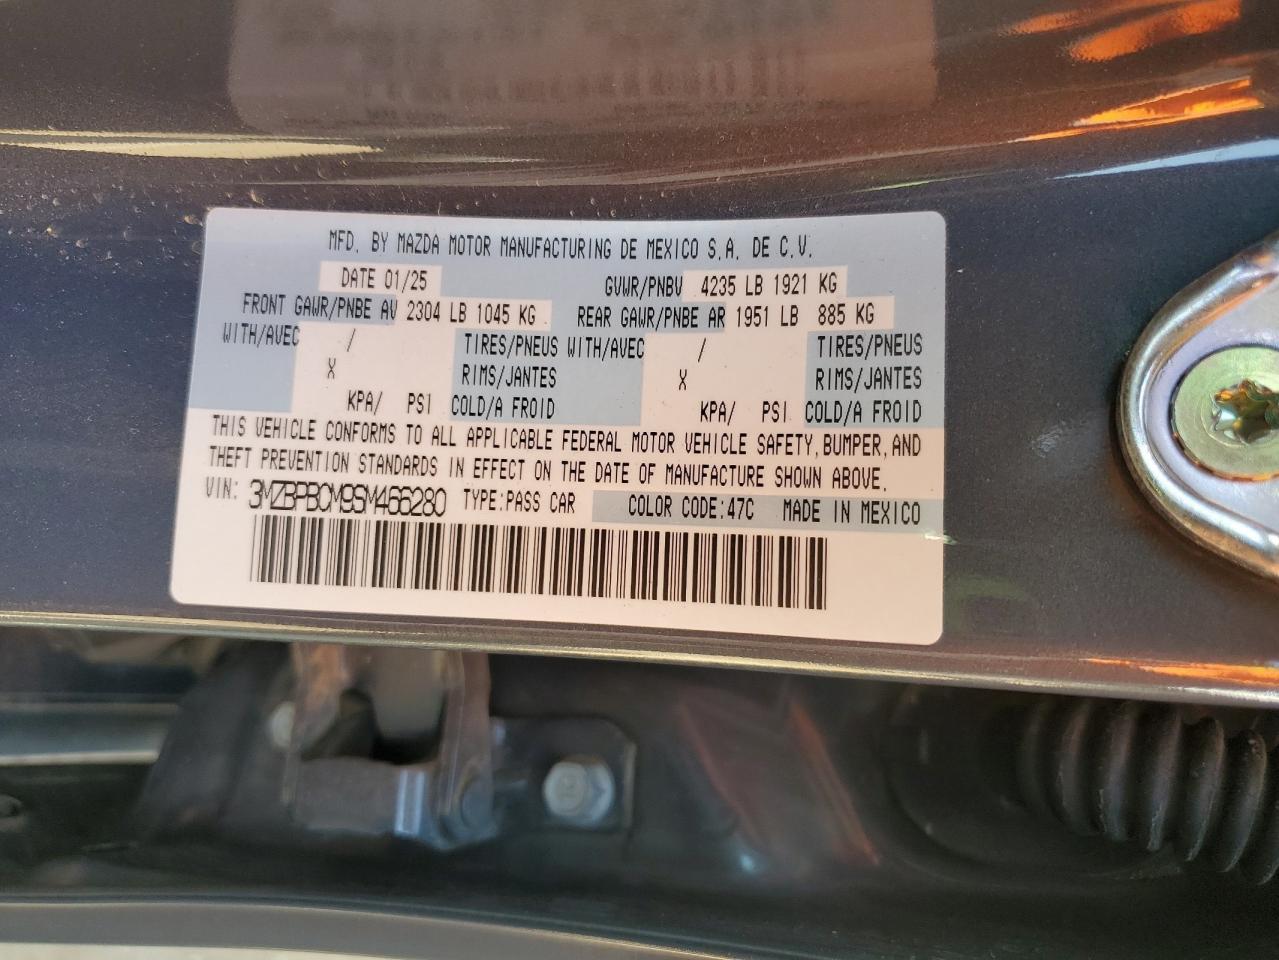 MFD. BY MAZDA MOTOR MANUFACTURING DE MEXICO S.A. DE C.V.
DATE 01/25 GVWR/PNBV 4235 LB 1921 KG
FRONT GAWR/PNBE AV 2304 LB 1045 KG REAR GAWR/PNBE AR 1951 LB 885 KG
WITH/AVEC / TIRES/PNEUS WITH/AVEC / TIRES/PNEUS
X RIMS/JANTES X RIMS/JANTES
KPA/ PSI COLD/A FROID KPA/ PSI COLD/A FROID
THIS VEHICLE CONFORMS TO ALL APPLICABLE FEDERAL MOTOR VEHICLE SAFETY, BUMPER, AND
THEFT PREVENTION STANDARDS IN EFFECT ON THE DATE OF MANUFACTURE SHOWN ABOVE.
VIN: 3MZBPBCM9SM466280 TYPE:PASS CAR COLOR CODE:47C MADE IN MEXICO